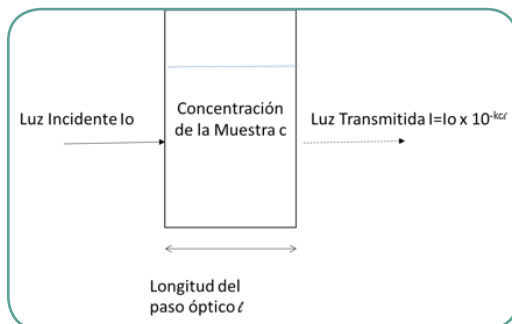 Luz Incidente Io
Concentración
de la Muestra c
Luz Transmitida I=Io x 10^-kcℓ
Longitud del
paso óptico ℓ